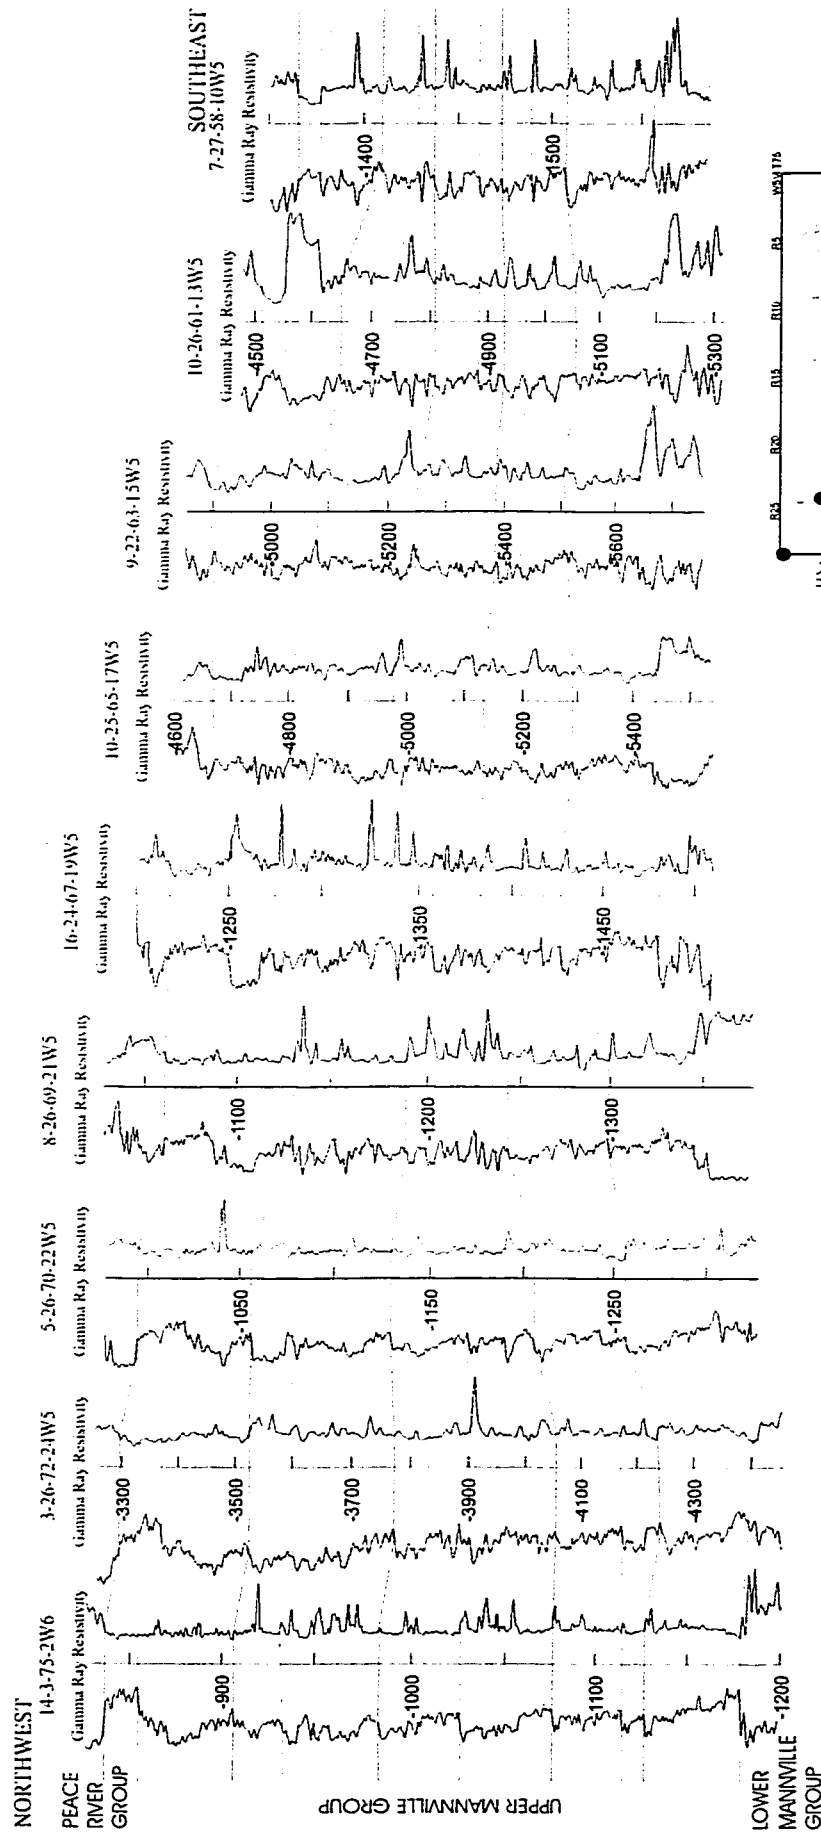 NORTHWEST
SOUTHEAST
PEACE
RIVER
GROUP
UPPER MANNVILLE GROUP
LOWER
MANNVILLE
GROUP
14-3-75-2W6
Gamma Ray Resistivity
-900
-1000
-1100
-1200
3-26-72-24W5
Gamma Ray Resistivity
-3300
-3500
-3700
-3900
-4100
-4300
5-26-70-22W5
Gamma Ray Resistivity
-1050
-1150
-1250
8-26-69-21W5
Gamma Ray Resistivity
-1100
-1200
-1300
16-24-67-19W5
Gamma Ray Resistivity
-1250
-1350
-1450
10-25-65-17W5
Gamma Ray Resistivity
-4600
-4800
-5000
-5200
-5400
9-22-63-15W5
Gamma Ray Resistivity
-5000
-5200
-5400
-5600
10-26-61-13W5
Gamma Ray Resistivity
-4500
-4700
-4900
-5100
-5300
7-27-58-10W5
Gamma Ray Resistivity
-1400
-1500
R25
R20
R15
R10
R5
T75